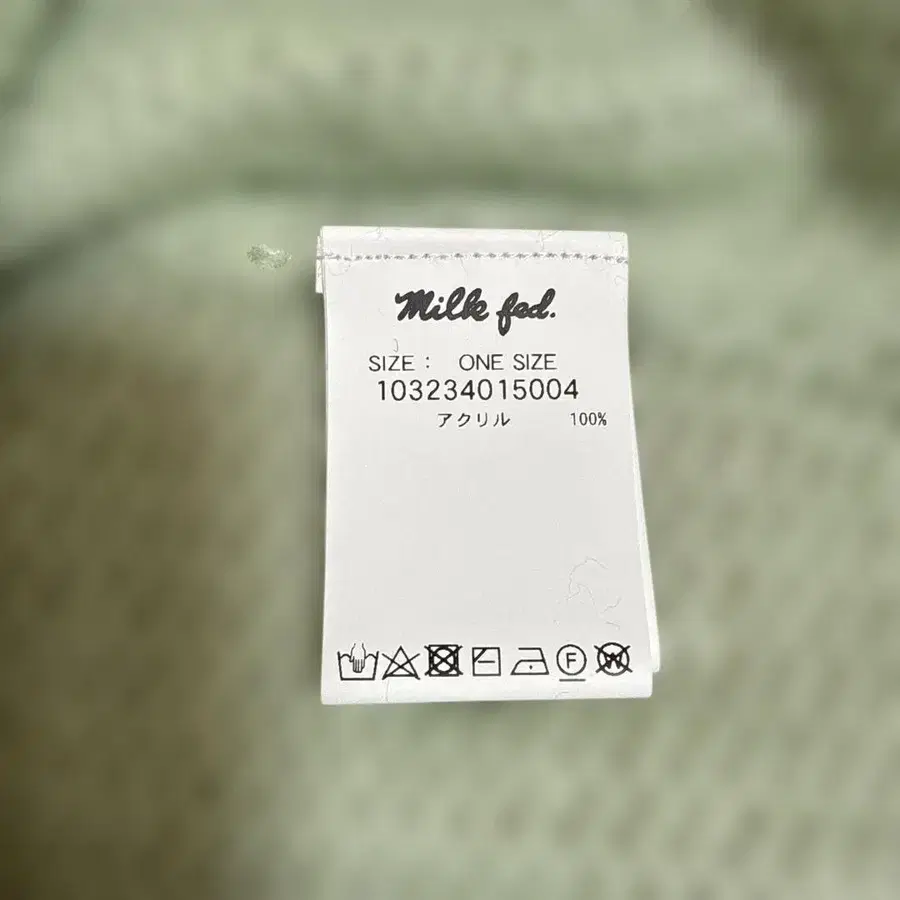 Milk fed.
SIZE : ONE SIZE
103234015004
アクリル 100%
F W